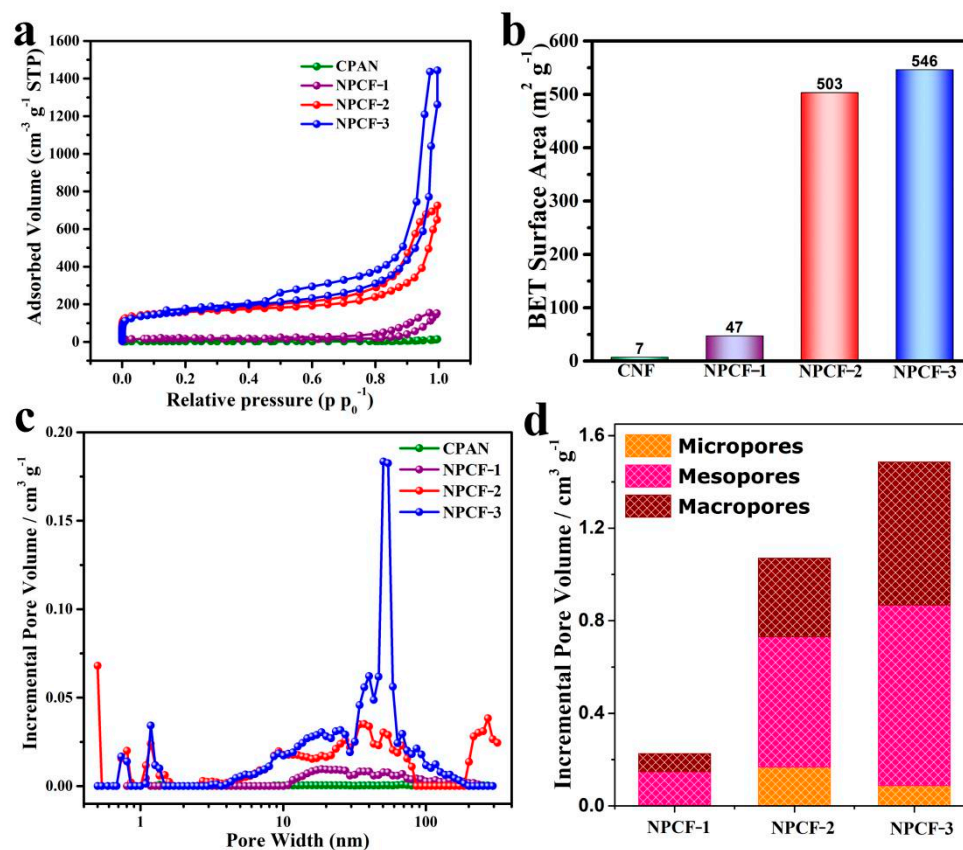 a
1600
1400
1200
1000
800
600
400
200
0
Adsorbed Volume (cm⁻³ g⁻¹ STP)
CPAN
NPCF-1
NPCF-2
NPCF-3
0.0 0.2 0.4 0.6 0.8 1.0
Relative pressure (p p₀⁻¹)
b
600
500
400
300
200
100
0
BET Surface Area (m² g⁻¹)
7
47
503
546
CNF NPCF-1 NPCF-2 NPCF-3
c
0.20
0.15
0.10
0.05
0.00
Incremental Pore Volume / cm³ g⁻¹
CPAN
NPCF-1
NPCF-2
NPCF-3
1 10 100
Pore Width (nm)
d
1.6
1.2
0.8
0.4
0.0
Incremental Pore Volume / cm³ g⁻¹
Micropores
Mesopores
Macropores
NPCF-1 NPCF-2 NPCF-3